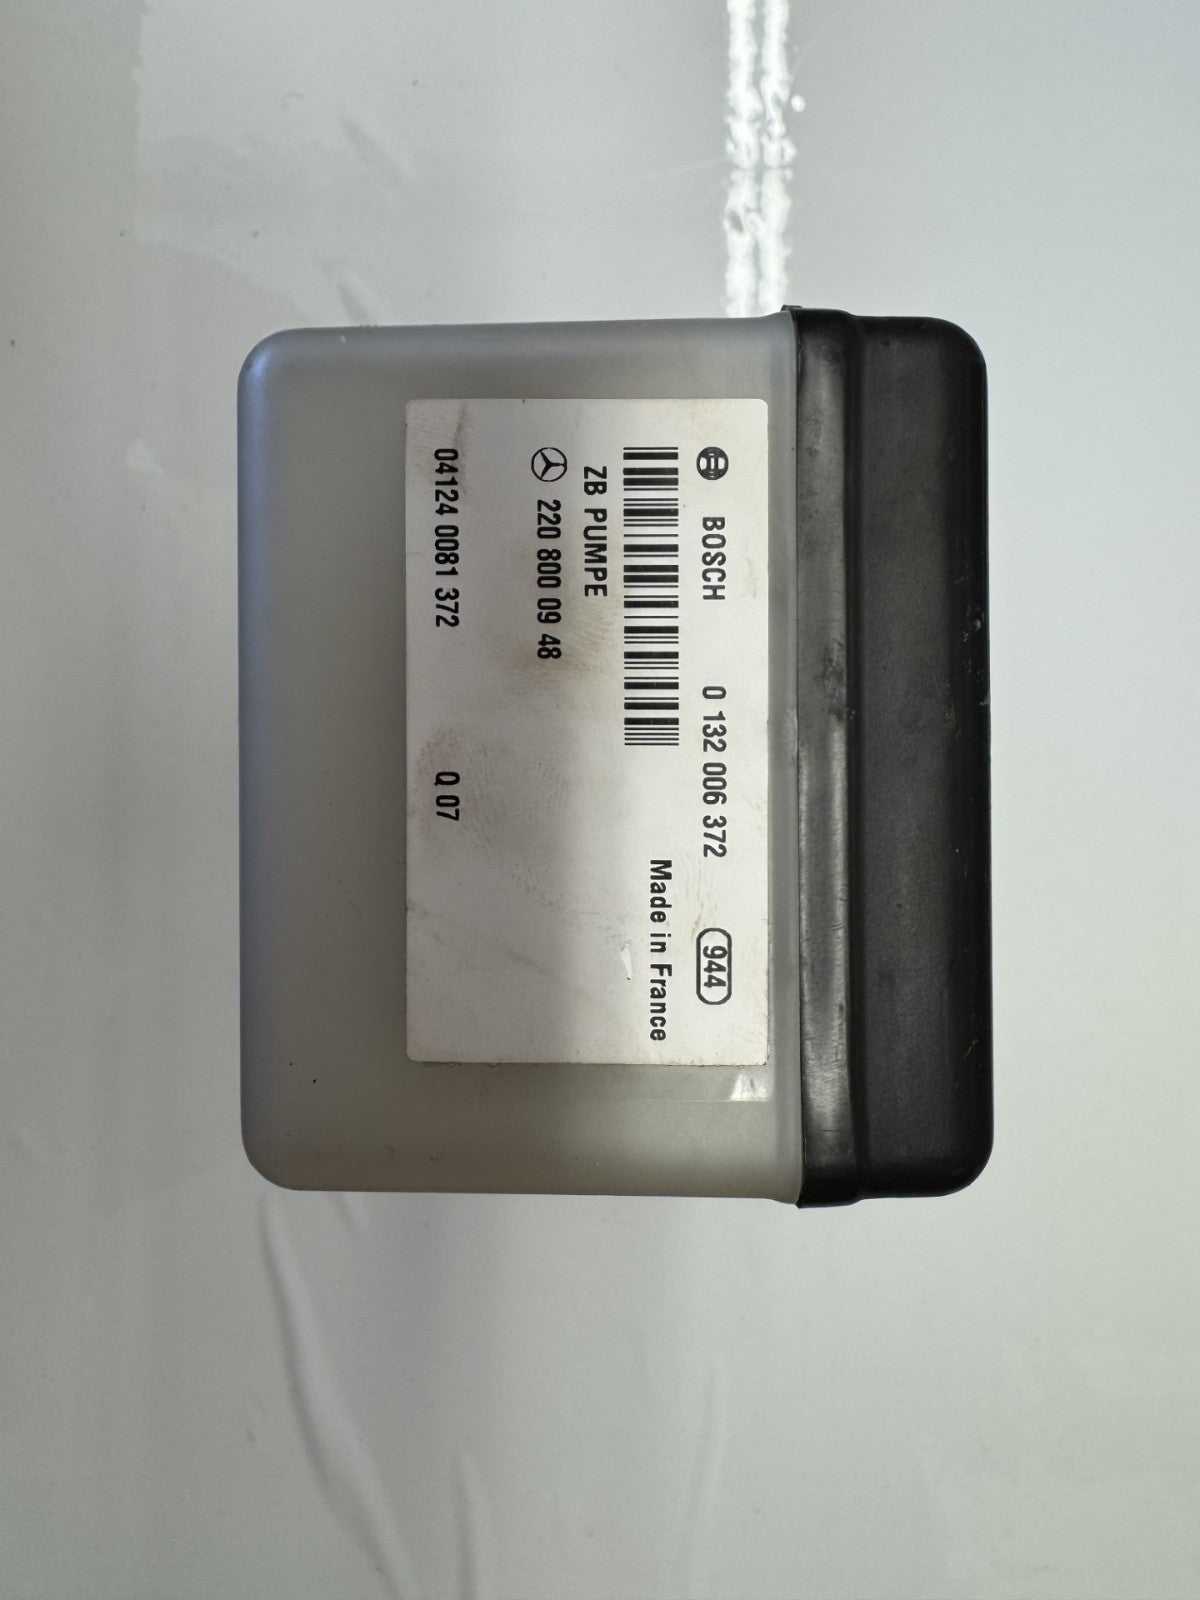 BOSCH 0 132 006 372 944
Made in France
ZB PUMPE
220 800 09 48
04124 0081 372 Q 07